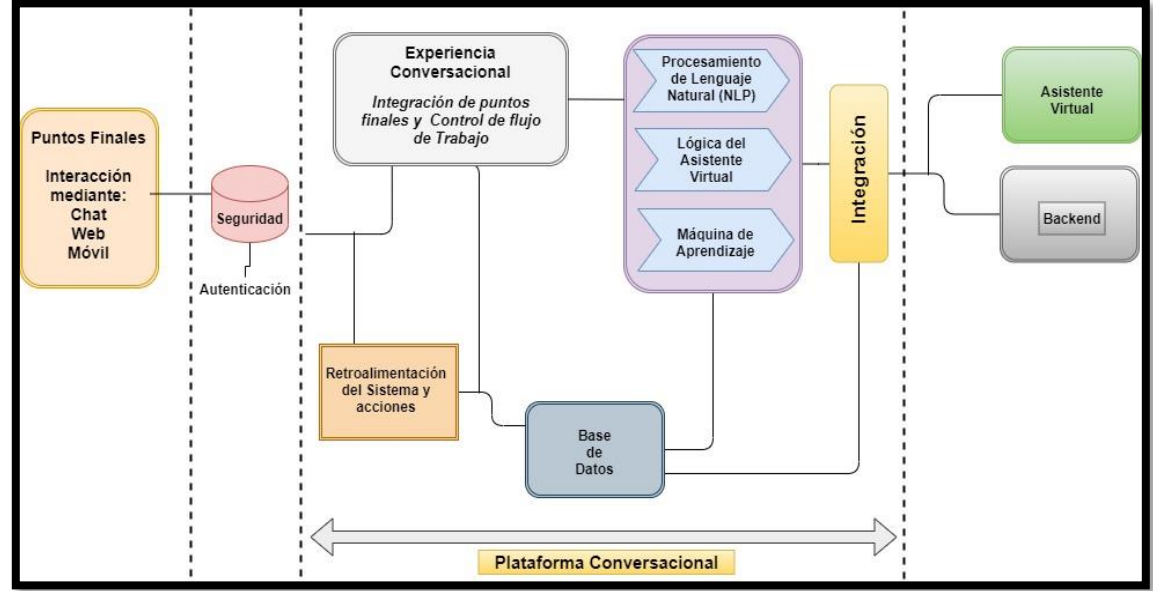 Puntos Finales
Interacción
mediante:
Chat
Web
Móvil
Seguridad
Autenticación
Experiencia
Conversacional
Integración de puntos
finales y Control de flujo
de Trabajo
Retroalimentación
del Sistema y
acciones
Base
de
Datos
Procesamiento
de Lenguaje
Natural (NLP)
Lógica del
Asistente
Virtual
Máquina de
Aprendizaje
Integración
Asistente
Virtual
Backend
Plataforma Conversacional